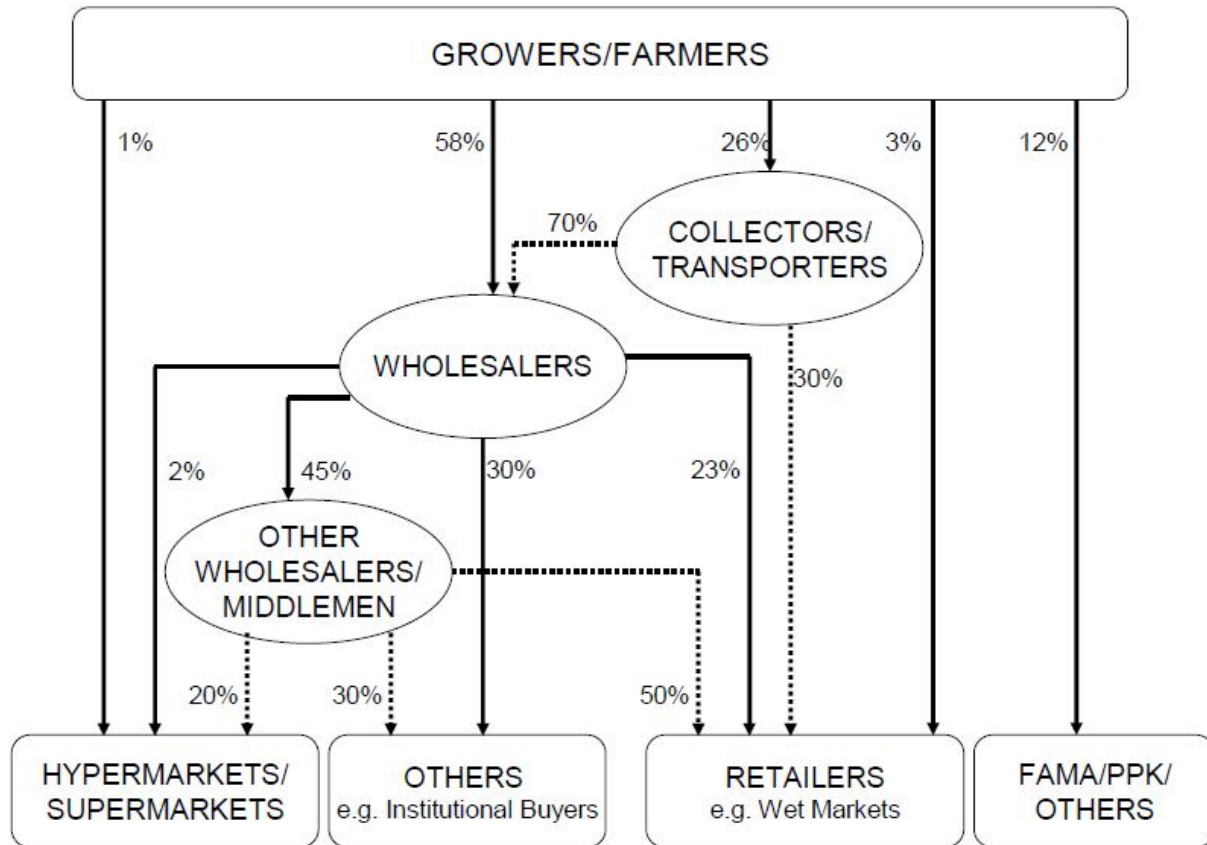 GROWERS/FARMERS
1%
58%
26%
3%
12%
70%
COLLECTORS/
TRANSPORTERS
WHOLESALERS
30%
2%
45%
30%
23%
OTHER
WHOLESALERS/
MIDDLEMEN
20%
30%
50%
HYPERMARKETS/
SUPERMARKETS
OTHERS
e.g. Institutional Buyers
RETAILERS
e.g. Wet Markets
FAMA/PPK/
OTHERS